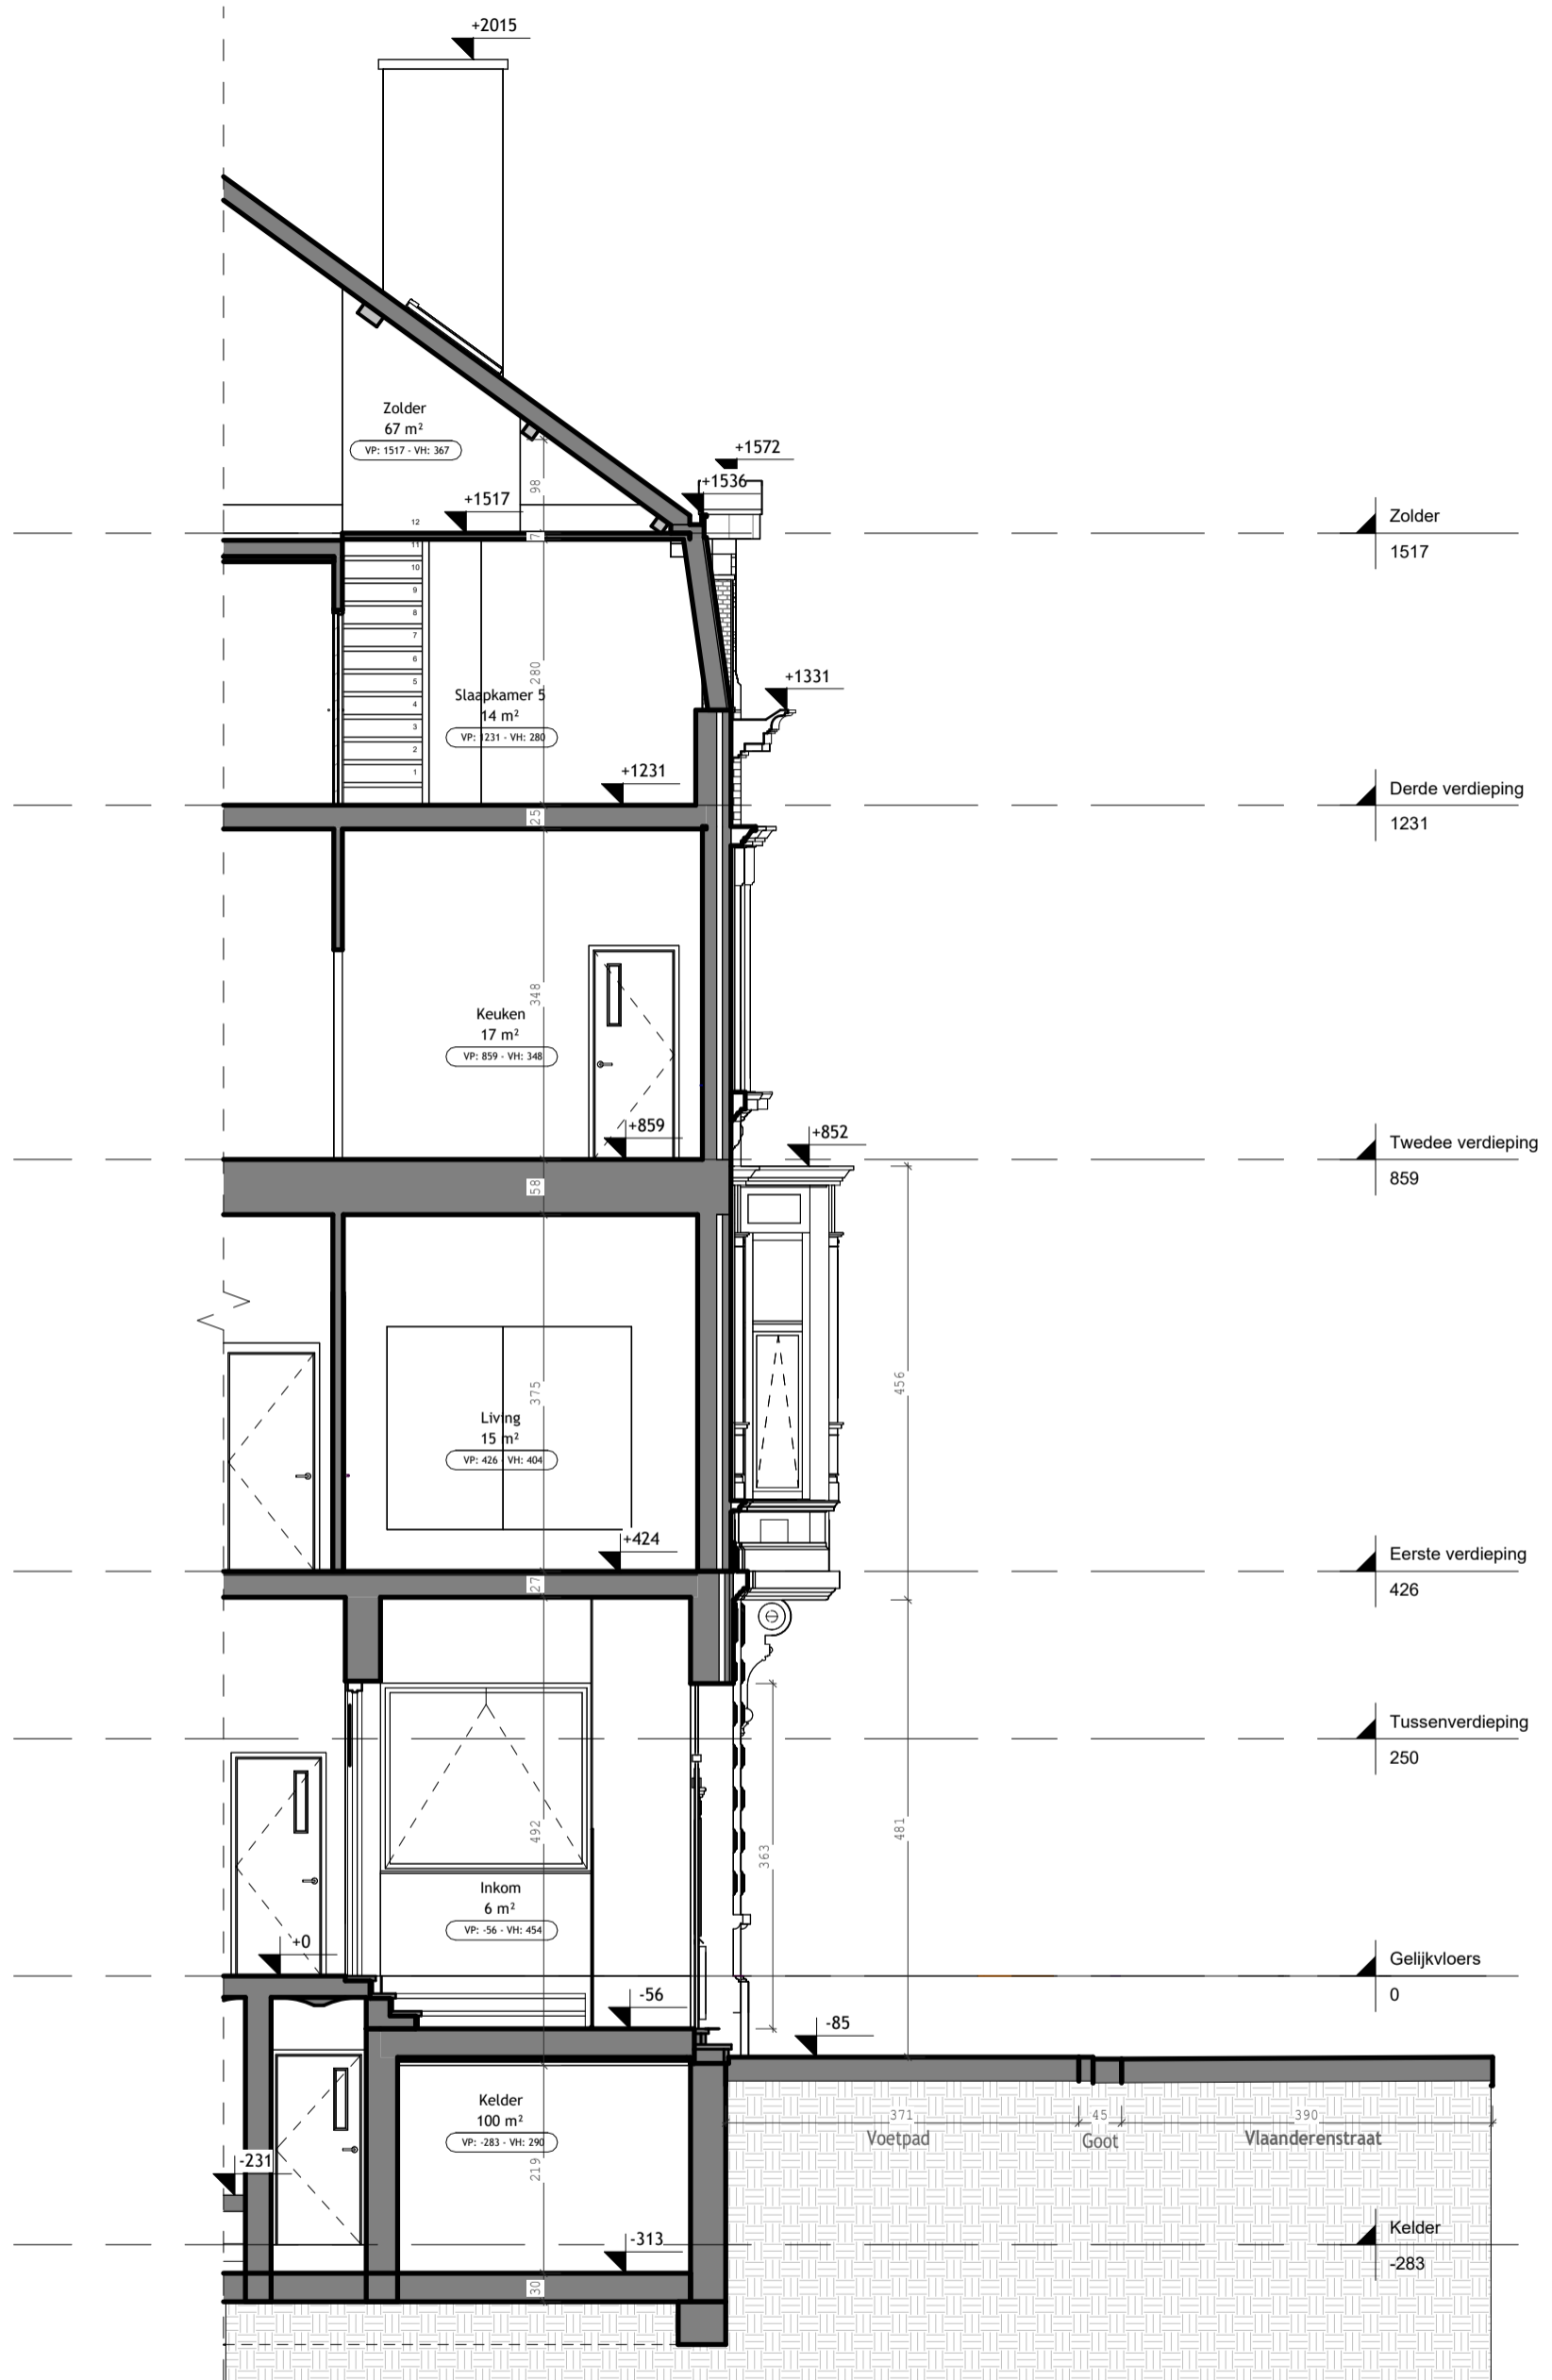 +2015
Zolder
67 m²
VP: 1517 - VH: 367
+1572
+1536
98
+1517
12
7
Zolder
1517
11
10
9
8
7
6
5
4
3
2
1
280
Slaapkamer 5
14 m²
VP: 1231 - VH: 280
+1331
+1231
25
Derde verdieping
1231
348
Keuken
17 m²
VP: 859 - VH: 348
+859
+852
Twedee verdieping
859
58
375
456
Living
15 m²
VP: 426 - VH: 404
+424
27
Eerste verdieping
426
Tussenverdieping
250
492
481
363
Inkom
6 m²
VP: -56 - VH: 454
+0
Gelijkvloers
0
-56
-85
Kelder
100 m²
VP: -283 - VH: 290
371
45
390
Voetpad
Goot
Vlaanderenstraat
-231
219
-313
Kelder
-283
30